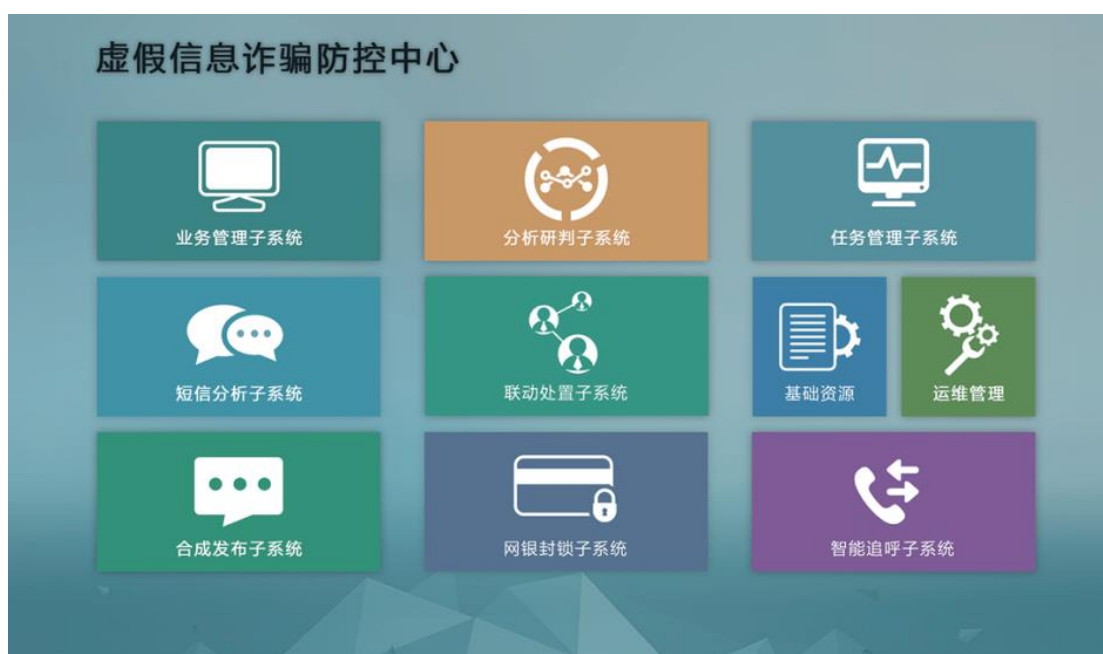 虚假信息诈骗防控中心
业务管理子系统
分析研判子系统
任务管理子系统
短信分析子系统
联动处置子系统
基础资源
运维管理
合成发布子系统
网银封锁子系统
智能追呼子系统